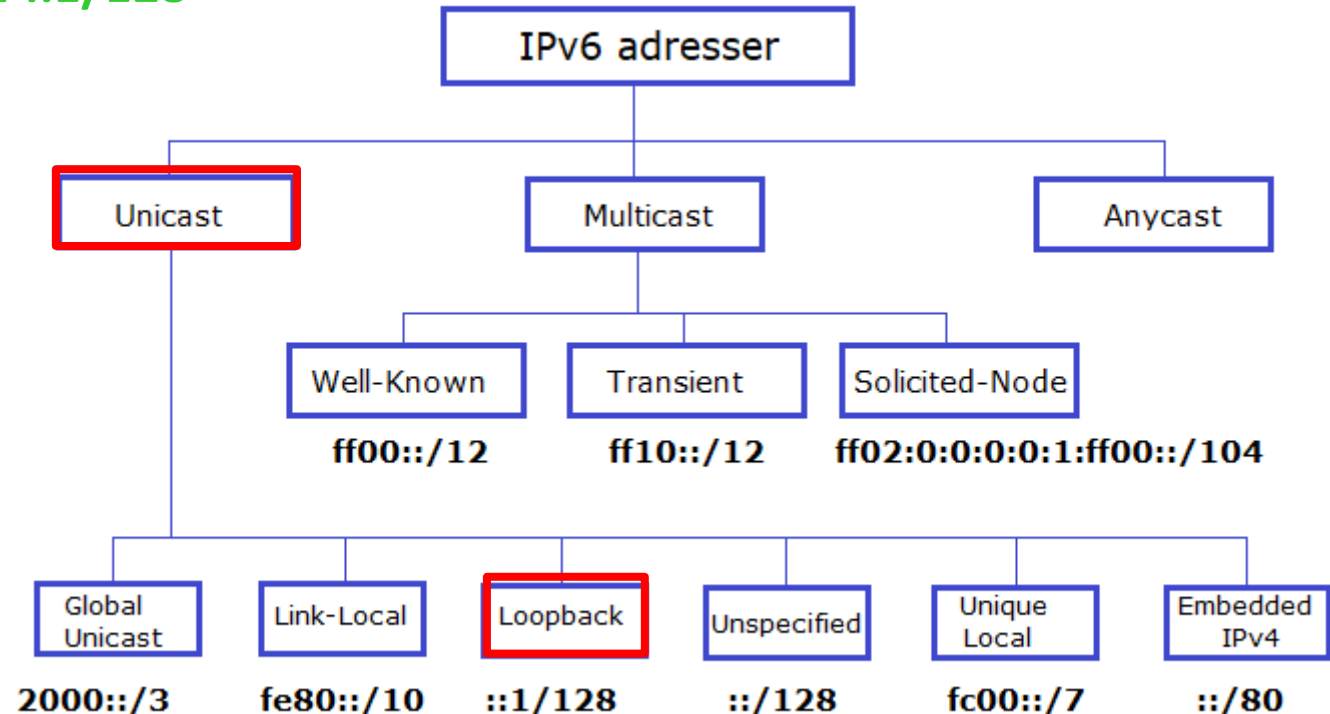 IPv6 adresser
Unicast
Multicast
Anycast
Well-Known
Transient
Solicited-Node
ff00::/12
ff10::/12
ff02:0:0:0:0:1:ff00::/104
Global
Unicast
Link-Local
Loopback
Unspecified
Unique
Local
Embedded
IPv4
2000::/3
fe80::/10
::1/128
::/128
fc00::/7
::/80